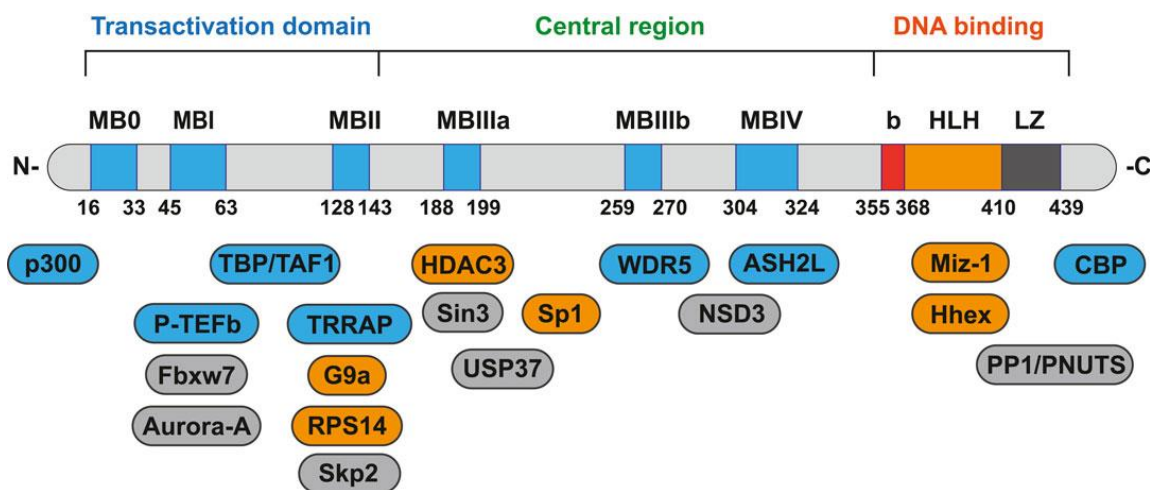 Transactivation domain Central region DNA binding
MB0 MBI MBII MBIIIa MBIIIb MBIV b HLH LZ
N- -C
16 33 45 63 128 143 188 199 259 270 304 324 355 368 410 439
p300 TBP/TAF1 HDAC3 WDR5 ASH2L Miz-1 CBP
P-TEFb TRRAP Sin3 Sp1 NSD3 Hhex
Fbxw7 G9a USP37 PP1/PNUTS
Aurora-A RPS14
Skp2